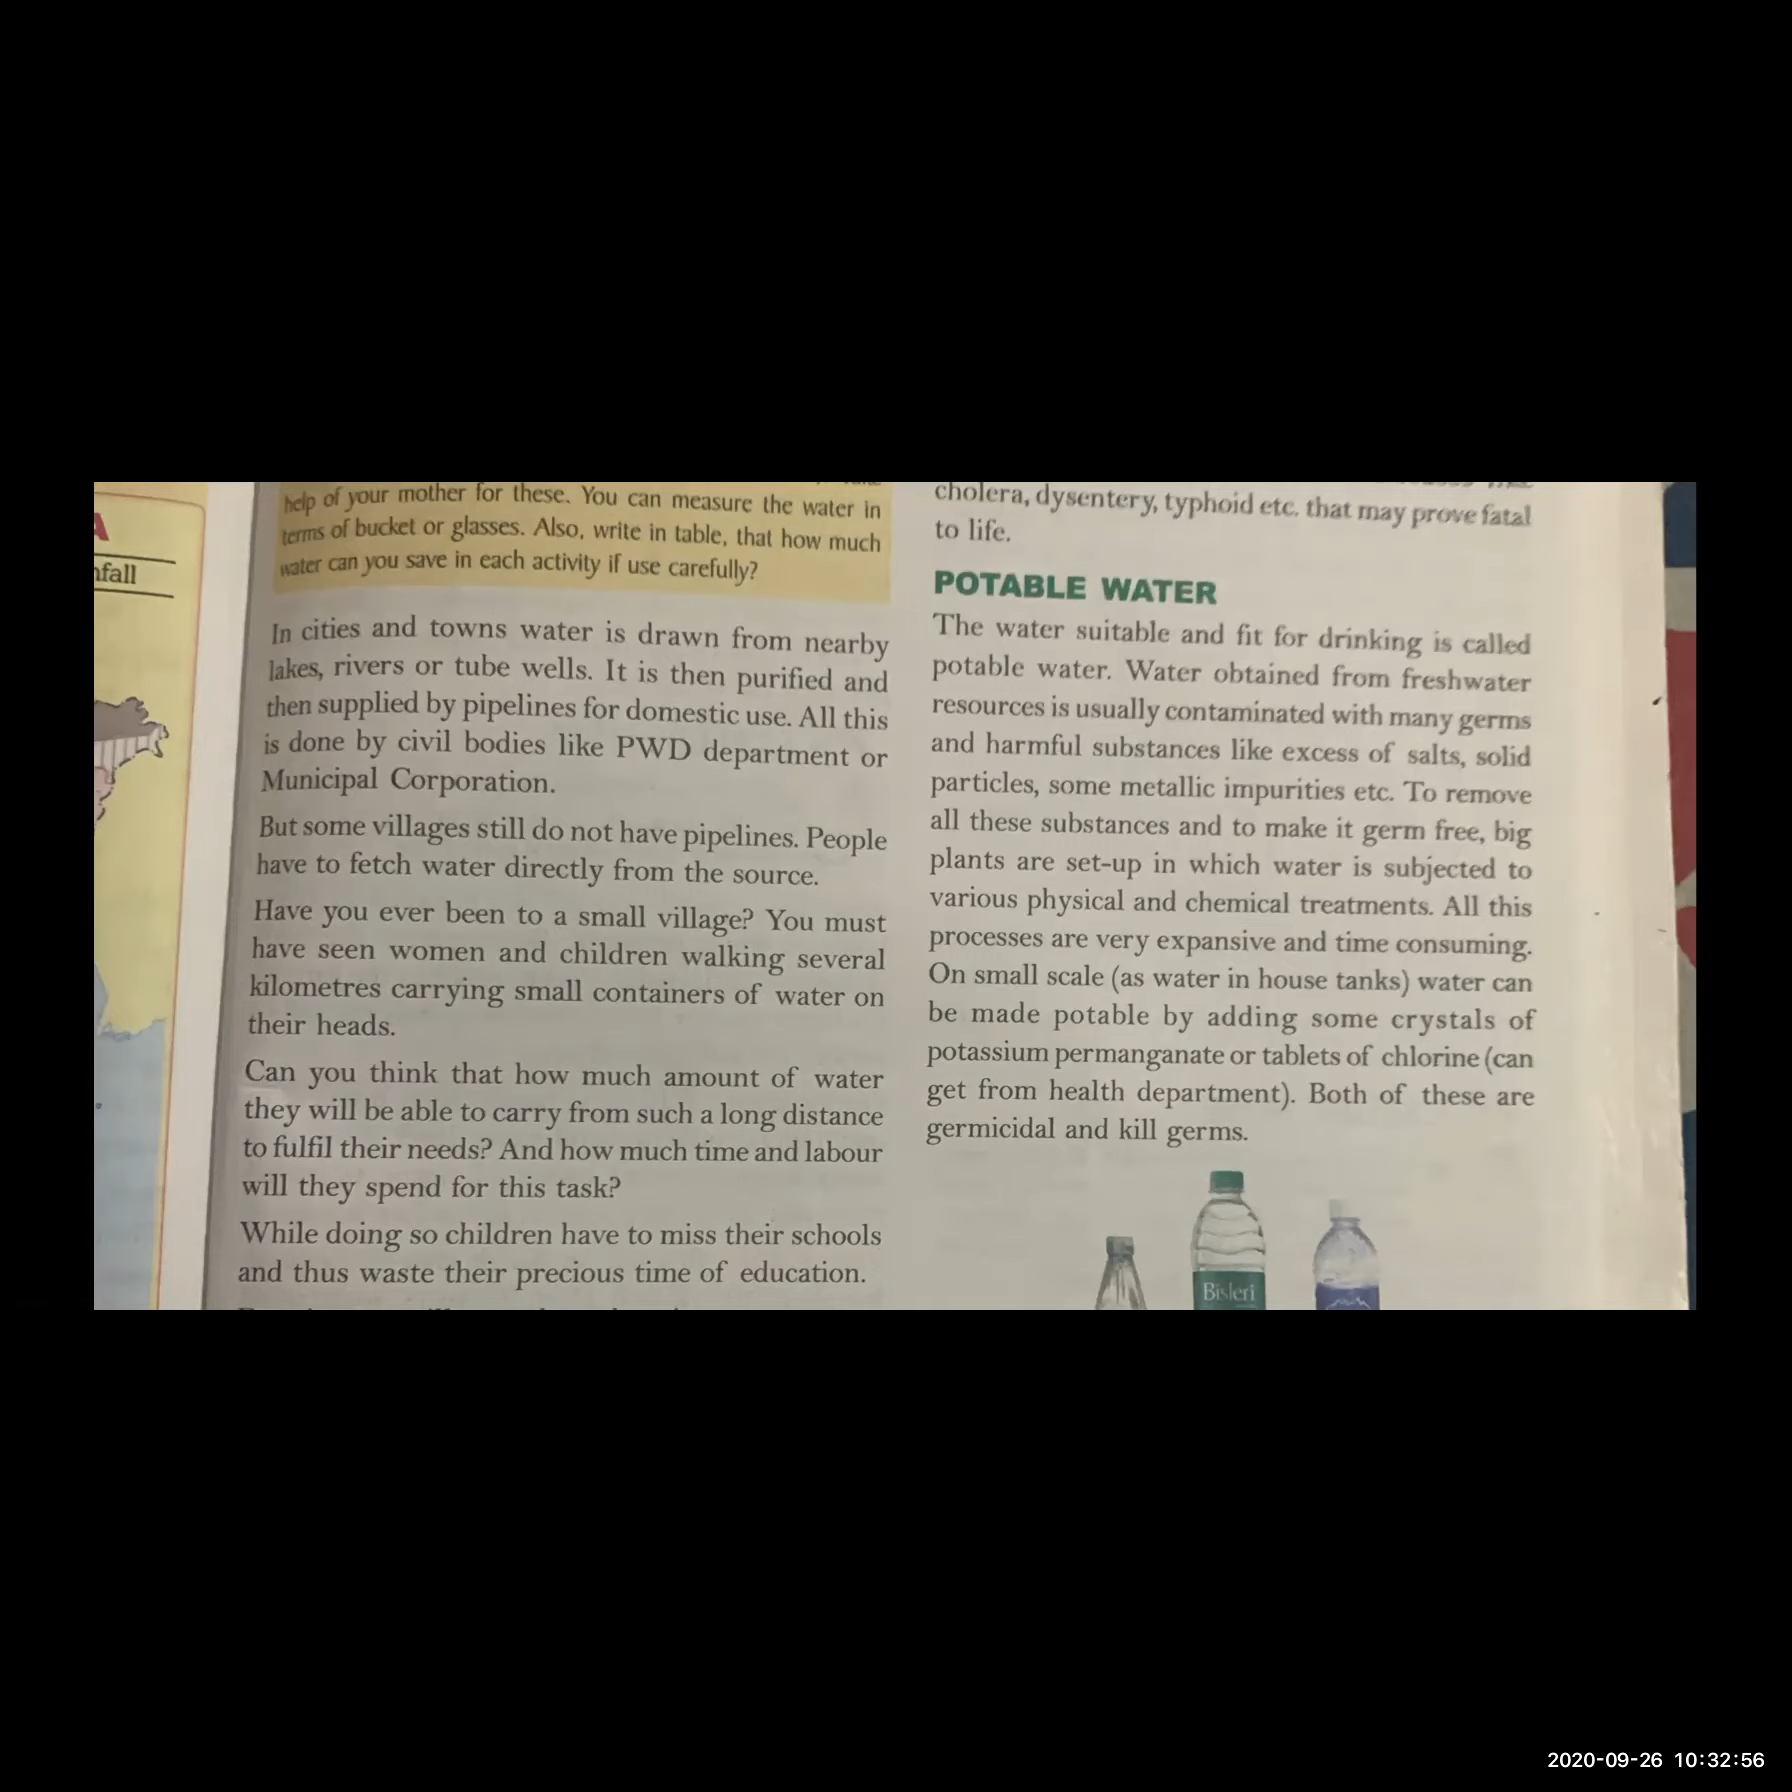 A
nfall
help of your mother for these. You can measure the water in
terms of bucket or glasses. Also, write in table, that how much
water can you save in each activity if use carefully?
In cities and towns water is drawn from nearby
lakes, rivers or tube wells. It is then purified and
then supplied by pipelines for domestic use. All this
is done by civil bodies like PWD department or
Municipal Corporation.
But some villages still do not have pipelines. People
have to fetch water directly from the source.
Have you ever been to a small village? You must
have seen women and children walking several
kilometres carrying small containers of water on
their heads.
Can you think that how much amount of water
they will be able to carry from such a long distance
to fulfil their needs? And how much time and labour
will they spend for this task?
While doing so children have to miss their schools
and thus waste their precious time of education.
cholera, dysentery, typhoid etc. that may prove fatal
to life.
POTABLE WATER
The water suitable and fit for drinking is called
potable water. Water obtained from freshwater
resources is usually contaminated with many germs
and harmful substances like excess of salts, solid
particles, some metallic impurities etc. To remove
all these substances and to make it germ free, big
plants are set-up in which water is subjected to
various physical and chemical treatments. All this
processes are very expansive and time consuming.
On small scale (as water in house tanks) water can
be made potable by adding some crystals of
potassium permanganate or tablets of chlorine (can
get from health department). Both of these are
germicidal and kill germs.
Bisleri
2020-09-26 10:32:56